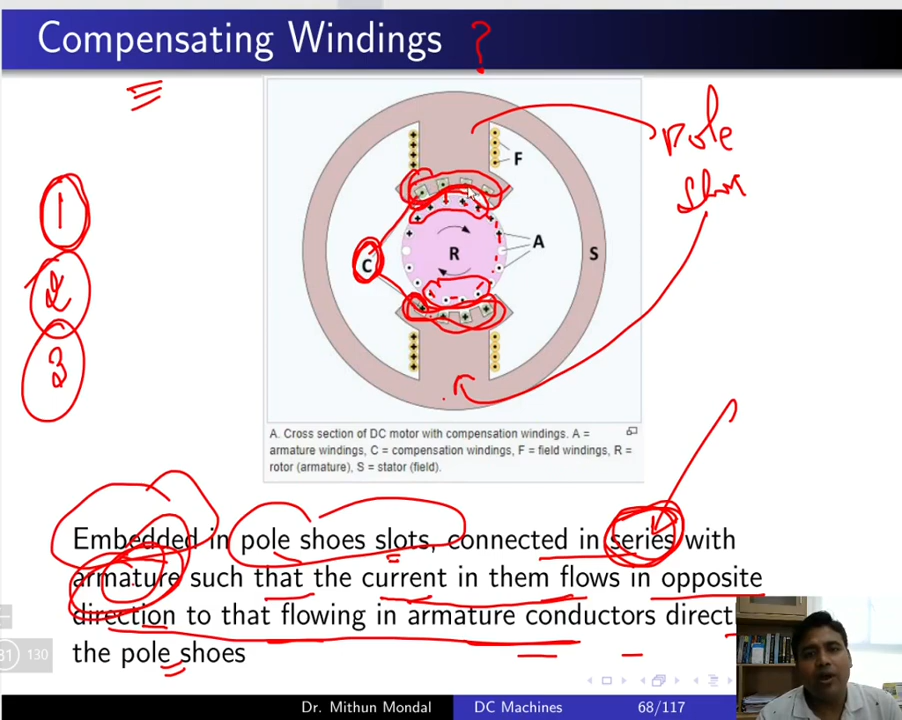 Compensating Windings ?
F
Pole
Shoe
1
A
R
S
C
2
3
A. Cross section of DC motor with compensation windings. A =
armature windings, C = compensation windings, F = field windings, R =
rotor (armature), S = stator (field).
Embedded in pole shoes slots, connected in series with
armature such that the current in them flows in opposite
direction to that flowing in armature conductors direct
the pole shoes
81 130
Dr. Mithun Mondal DC Machines 68/117